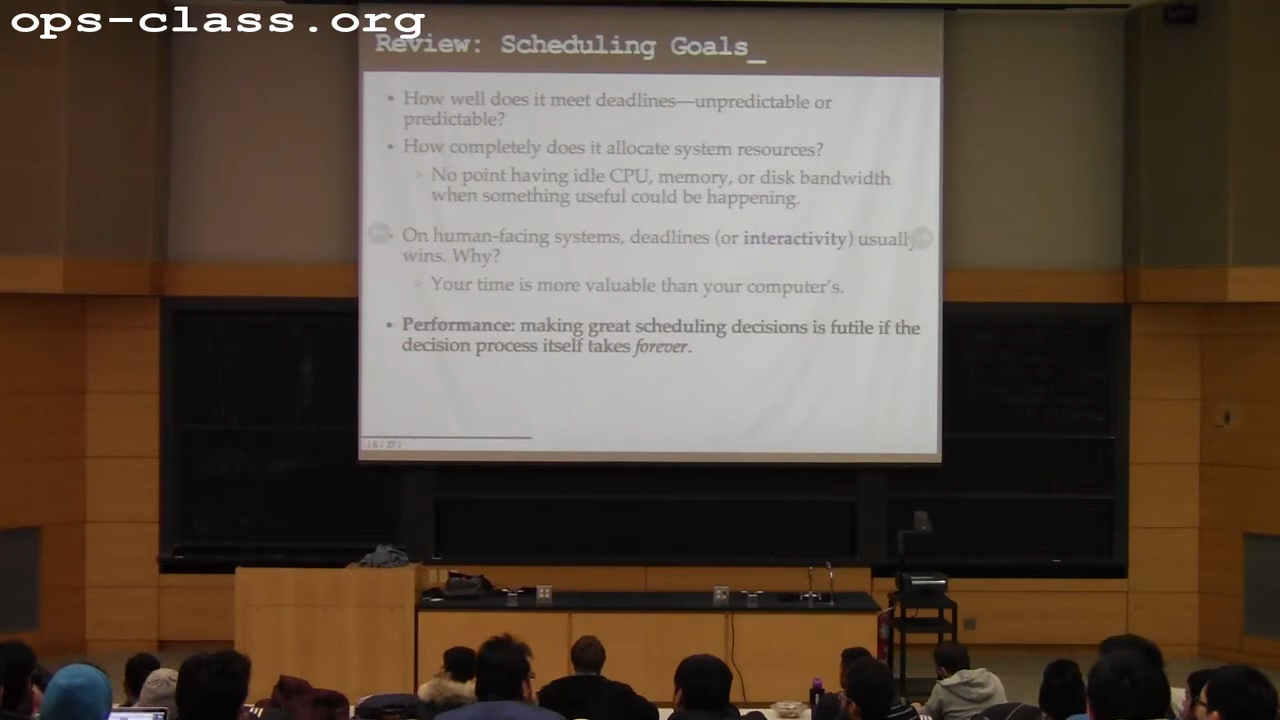 ops-class.org
Review: Scheduling Goals_
• How well does it meet deadlines—unpredictable or
predictable?
• How completely does it allocate system resources?
◦ No point having idle CPU, memory, or disk bandwidth
when something useful could be happening.
On human-facing systems, deadlines (or interactivity) usually
wins. Why?
◦ Your time is more valuable than your computer's.
• Performance: making great scheduling decisions is futile if the
decision process itself takes forever.
( 6 / 27 )